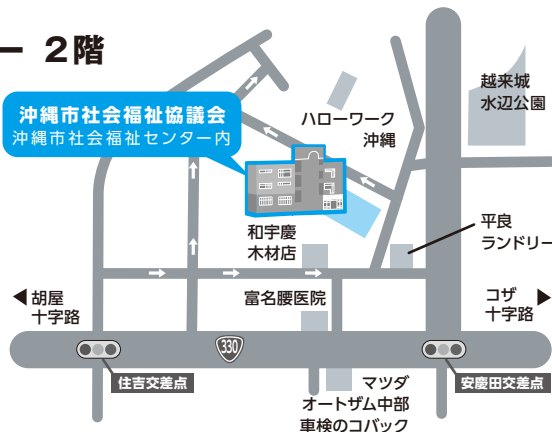 ー 2階
沖縄市社会福祉協議会
沖縄市社会福祉センター内
ハローワーク
沖縄
越来城
水辺公園
和宇慶
木材店
平良
ランドリー
◀胡屋
十字路
富名腰医院
コザ ▶
十字路
330
住吉交差点
安慶田交差点
マツダ
オートザム中部
車検のコバック